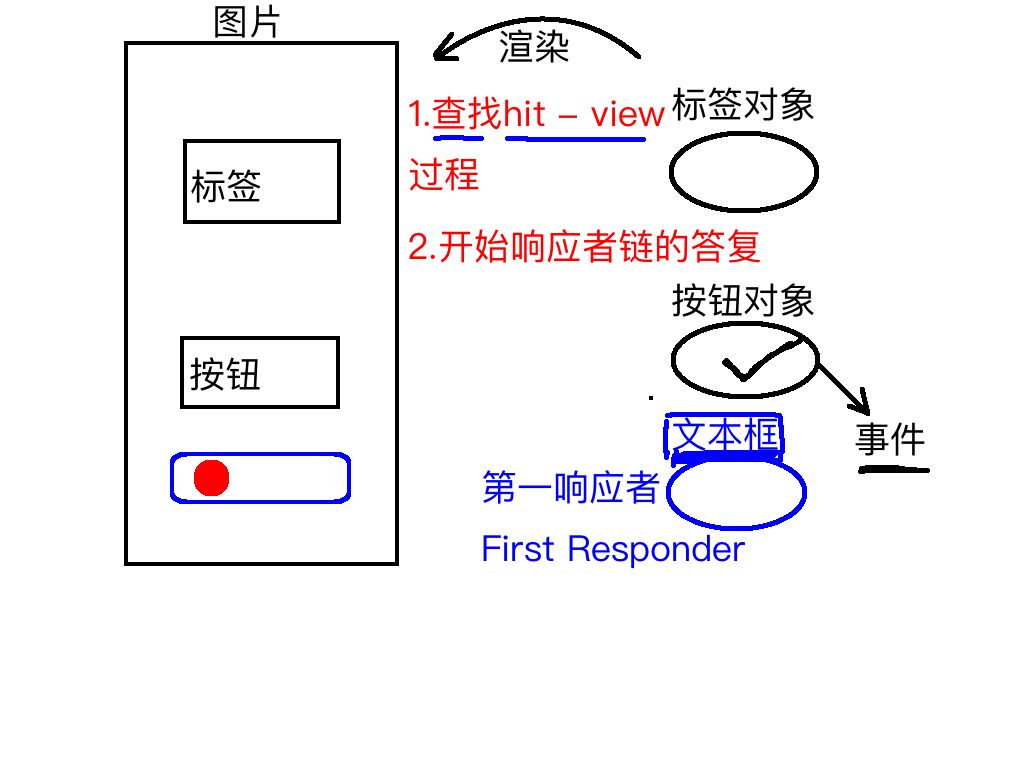 图片
渲染
标签对象
1.查找hit – view
过程
标签
2.开始响应者链的答复
按钮对象
按钮
文本框
事件
第一响应者
First Responder